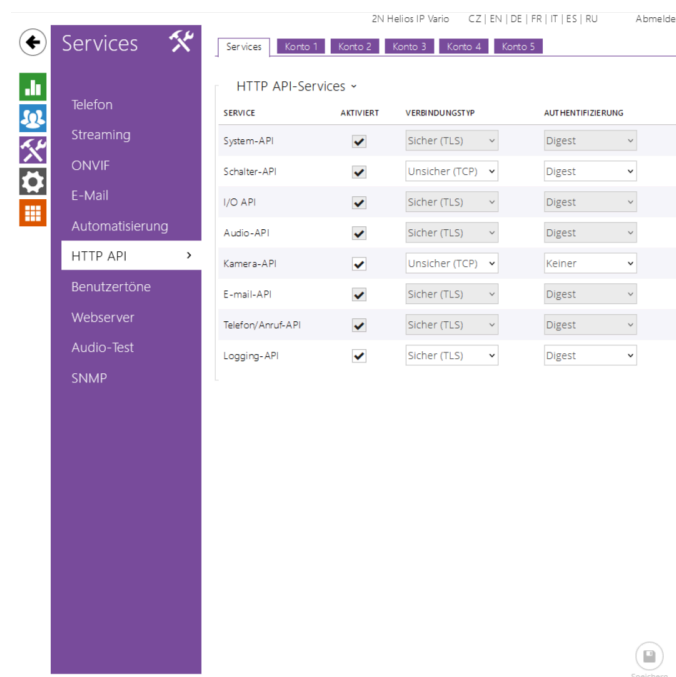 2N Helios IP Vario CZ | EN | DE | FR | IT | ES | RU Abmelde
Services
Services Konto 1 Konto 2 Konto 3 Konto 4 Konto 5
HTTP API-Services
SERVICE AKTIVIERT VERBINDUNGSTYP AUTHENTIFIZIERUNG
System-API Sicher (TLS) Digest
Schalter-API Unsicher (TCP) Digest
I/O API Sicher (TLS) Digest
Audio-API Sicher (TLS) Digest
Kamera-API Unsicher (TCP) Keiner
E-mail-API Sicher (TLS) Digest
Telefon/Anruf-API Sicher (TLS) Digest
Logging-API Sicher (TLS) Digest
Telefon
Streaming
ONVIF
E-Mail
Automatisierung
HTTP API
Benutzertöne
Webserver
Audio-Test
SNMP
Speichern